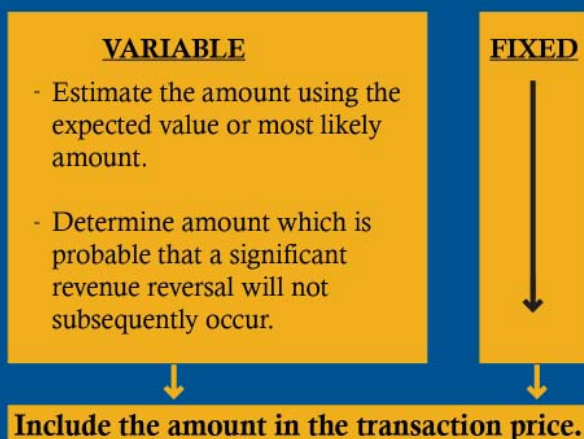 VARIABLE
- Estimate the amount using the
expected value or most likely
amount.
- Determine amount which is
probable that a significant
revenue reversal will not
subsequently occur.
FIXED
Include the amount in the transaction price.